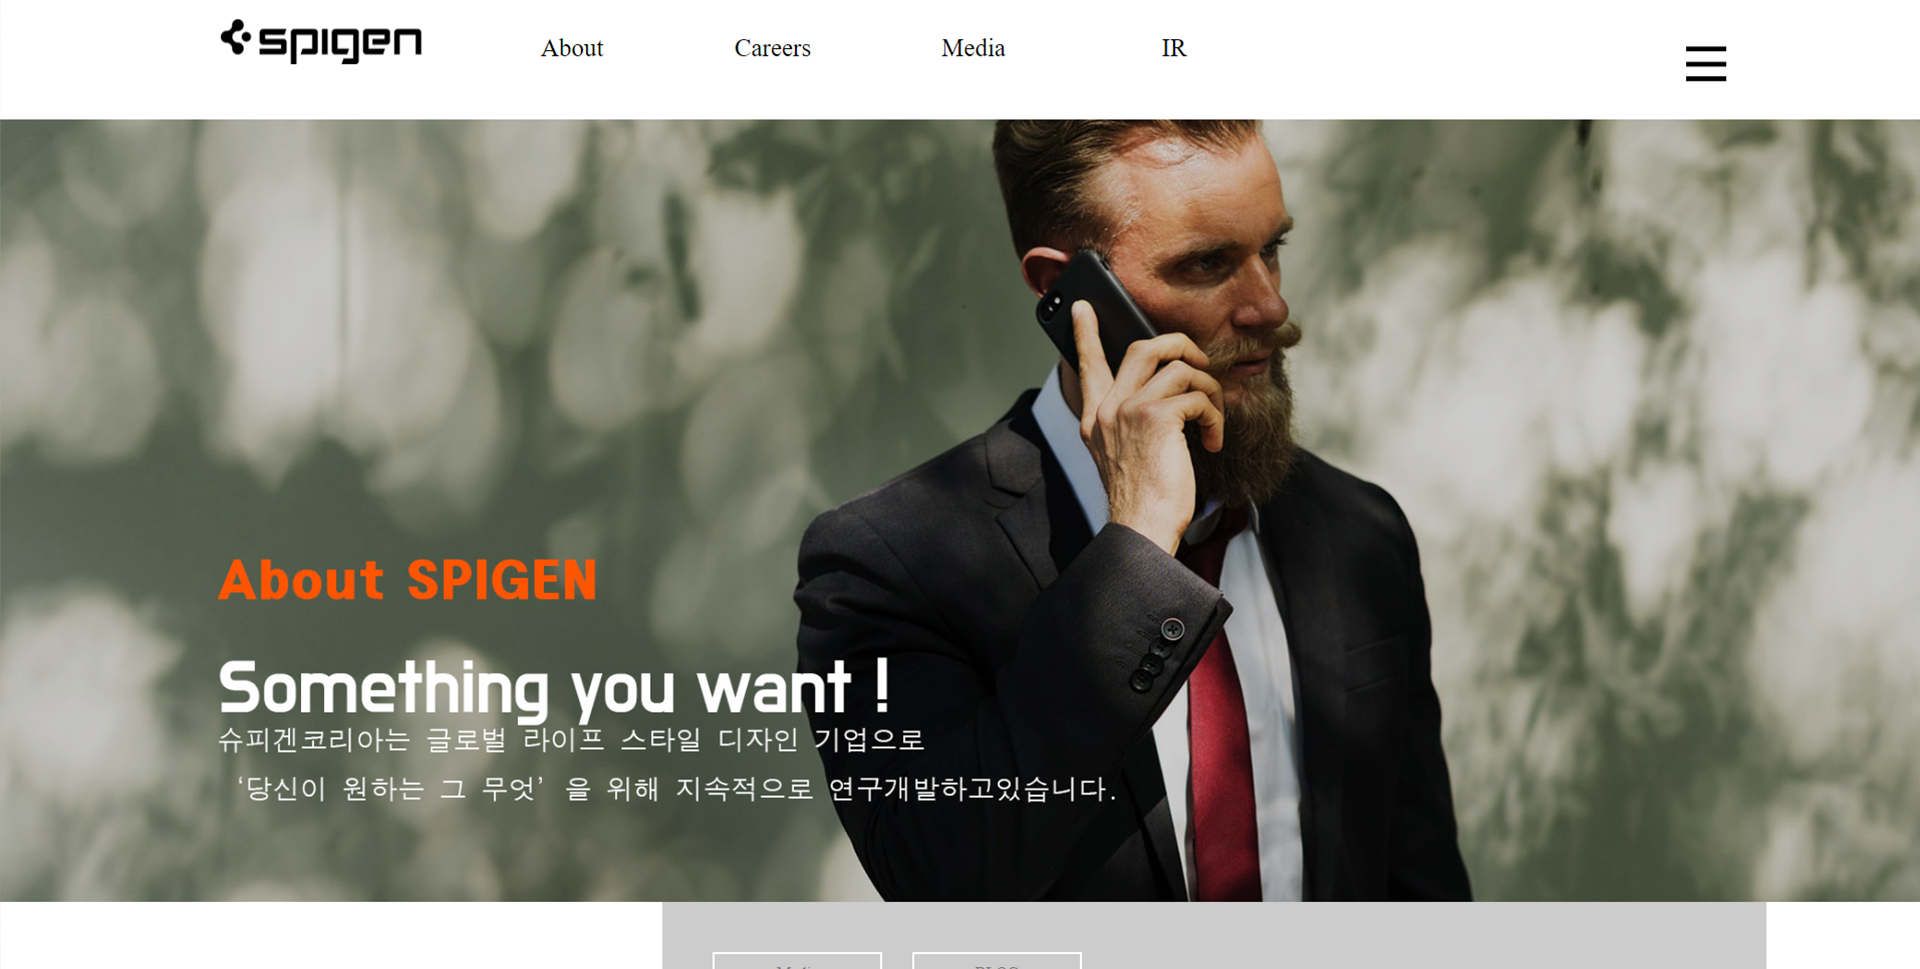 spigen
About
Careers
Media
IR
About SPIGEN
Something you want !
슈피겐코리아는 글로벌 라이프 스타일 디자인 기업으로
‘당신이 원하는 그 무엇’ 을 위해 지속적으로 연구개발하고있습니다.